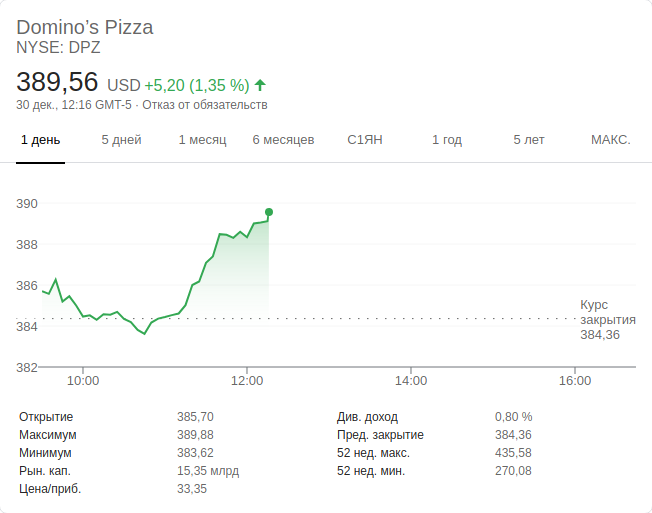 Domino’s Pizza
NYSE: DPZ
389,56 USD +5,20 (1,35 %)
30 дек., 12:16 GMT-5 · Отказ от обязательств
1 день 5 дней 1 месяц 6 месяцев С1ЯН 1 год 5 лет МАКС.
390
388
386
384
382
Курс
закрытия
384,36
10:00 12:00 14:00 16:00
Открытие 385,70 Див. доход 0,80 %
Максимум 389,88 Пред. закрытие 384,36
Минимум 383,62 52 нед. макс. 435,58
Рын. кап. 15,35 млрд 52 нед. мин. 270,08
Цена/приб. 33,35